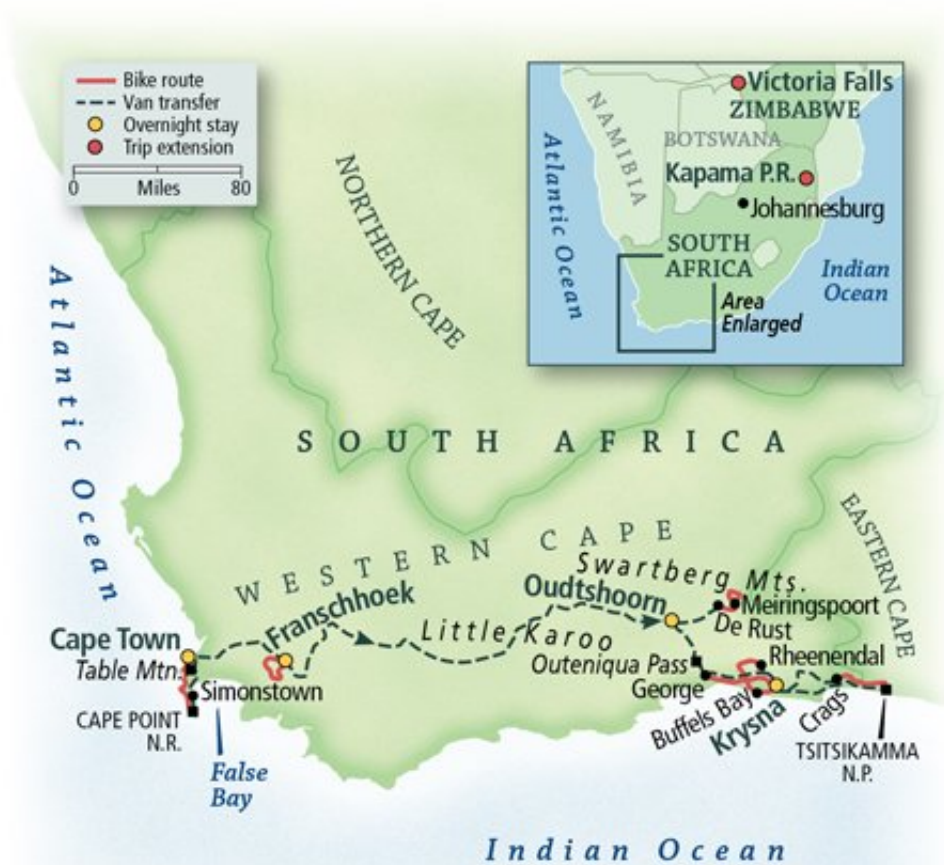 Bike route
Van transfer
Overnight stay
Trip extension
0 Miles 80
Victoria Falls
ZIMBABWE
NAMIBIA
BOTSWANA
Kapama P.R.
Johannesburg
Atlantic Ocean
SOUTH
AFRICA
Indian
Ocean
Area
Enlarged
NORTHERN CAPE
Atlantic Ocean
SOUTH AFRICA
WESTERN CAPE
EASTERN CAPE
Swartberg Mts.
Oudtshoorn
Meiringspoort
De Rust
Franschhoek
Little Karoo
Cape Town
Table Mtn.
Simonstown
CAPE POINT
N.R.
False
Bay
Outeniqua Pass
Rheenendal
George
Buffels Bay
Krysna
Crags
TSITSIKAMMA
N.P.
Indian Ocean